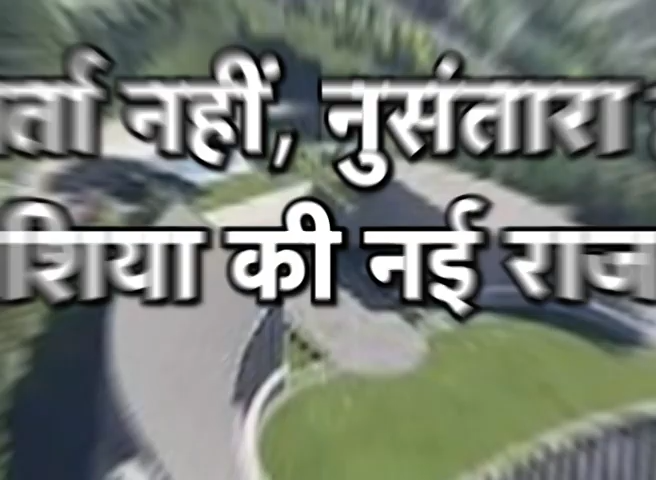 र्ता नहीं, नुसंतारा
शिया की नई राज